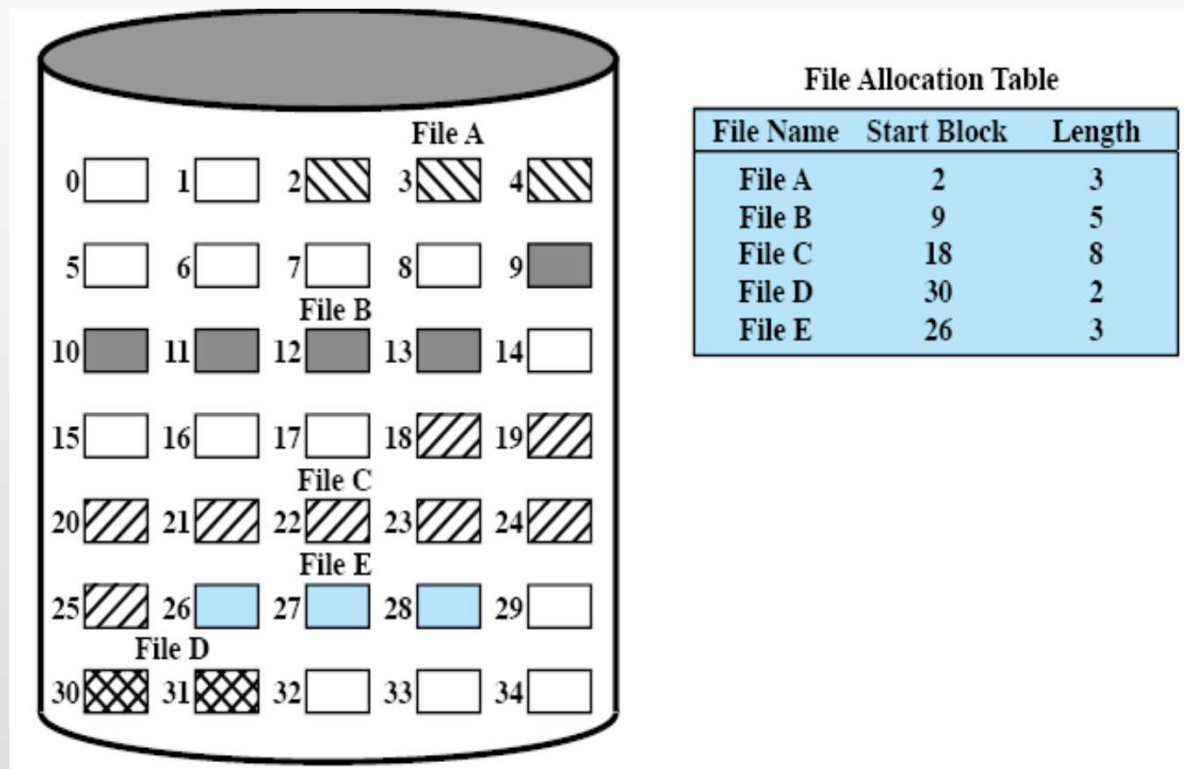 File A
0 1 2 3 4
5 6 7 8 9
File B
10 11 12 13 14
15 16 17 18 19
File C
20 21 22 23 24
File E
25 26 27 28 29
File D
30 31 32 33 34
File Allocation Table
File Name Start Block Length
File A 2 3
File B 9 5
File C 18 8
File D 30 2
File E 26 3